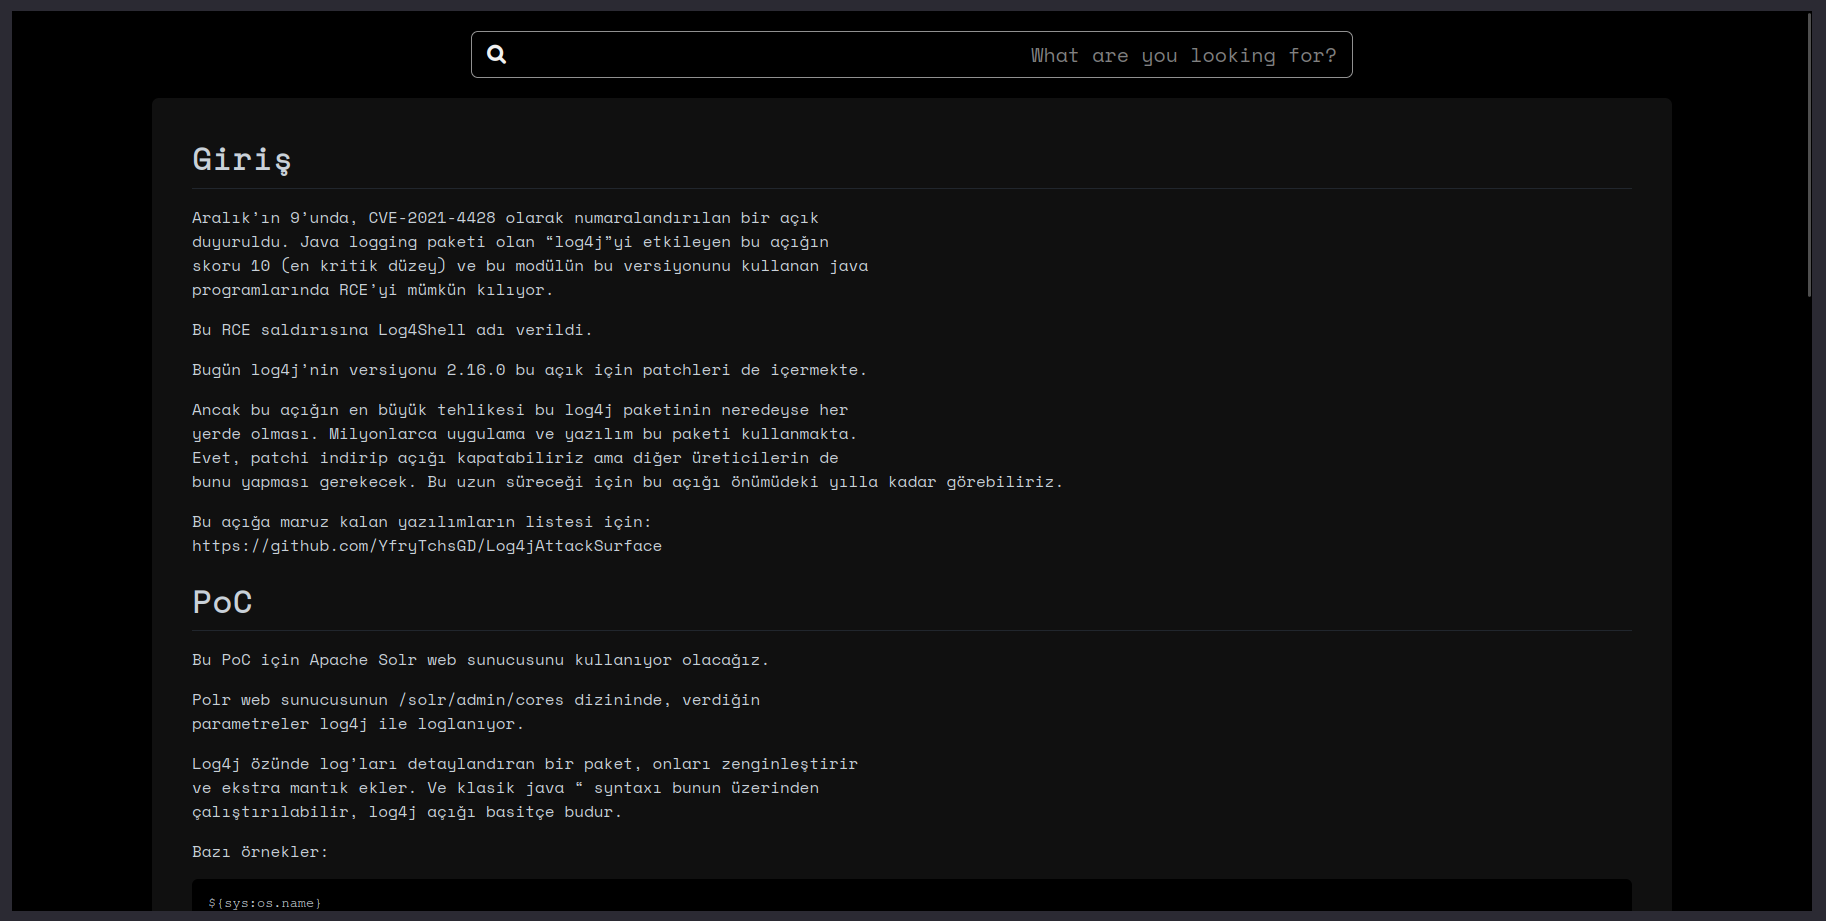 What are you looking for?
Giriş
Aralık’ın 9’unda, CVE-2021-4428 olarak numaralandırılan bir açık
duyuruldu. Java logging paketi olan “log4j”yi etkileyen bu açığın
skoru 10 (en kritik düzey) ve bu modülün bu versiyonunu kullanan java
programlarında RCE’yi mümkün kılıyor.
Bu RCE saldırısına Log4Shell adı verildi.
Bugün log4j’nin versiyonu 2.16.0 bu açık için patchleri de içermekte.
Ancak bu açığın en büyük tehlikesi bu log4j paketinin neredeyse her
yerde olması. Milyonlarca uygulama ve yazılım bu paketi kullanmakta.
Evet, patchi indirip açığı kapatabiliriz ama diğer üreticilerin de
bunu yapması gerekecek. Bu uzun süreceği için bu açığı önümüdeki yılla kadar görebiliriz.
Bu açığa maruz kalan yazılımların listesi için:
https://github.com/YfryTchsGD/Log4jAttackSurface
PoC
Bu PoC için Apache Solr web sunucusunu kullanıyor olacağız.
Polr web sunucusunun /solr/admin/cores dizininde, verdiğin
parametreler log4j ile loglanıyor.
Log4j özünde log’ları detaylandıran bir paket, onları zenginleştirir
ve ekstra mantık ekler. Ve klasik java “ syntaxı bunun üzerinden
çalıştırılabilir, log4j açığı basitçe budur.
Bazı örnekler:
${sys:os.name}